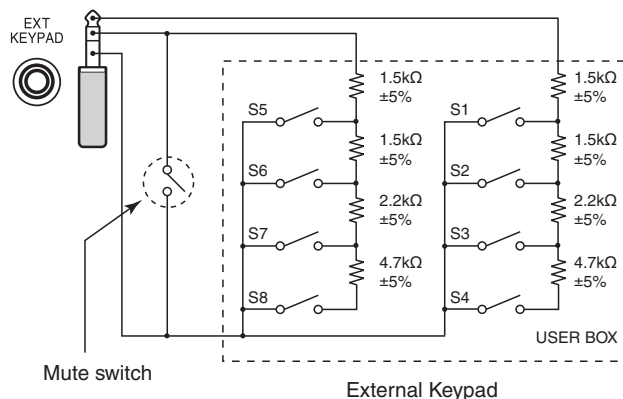 EXT
KEYPAD
1.5kΩ
±5%
1.5kΩ
±5%
S5
S1
1.5kΩ
±5%
1.5kΩ
±5%
S6
S2
2.2kΩ
±5%
2.2kΩ
±5%
S7
S3
4.7kΩ
±5%
4.7kΩ
±5%
S8
S4
USER BOX
Mute switch
External Keypad